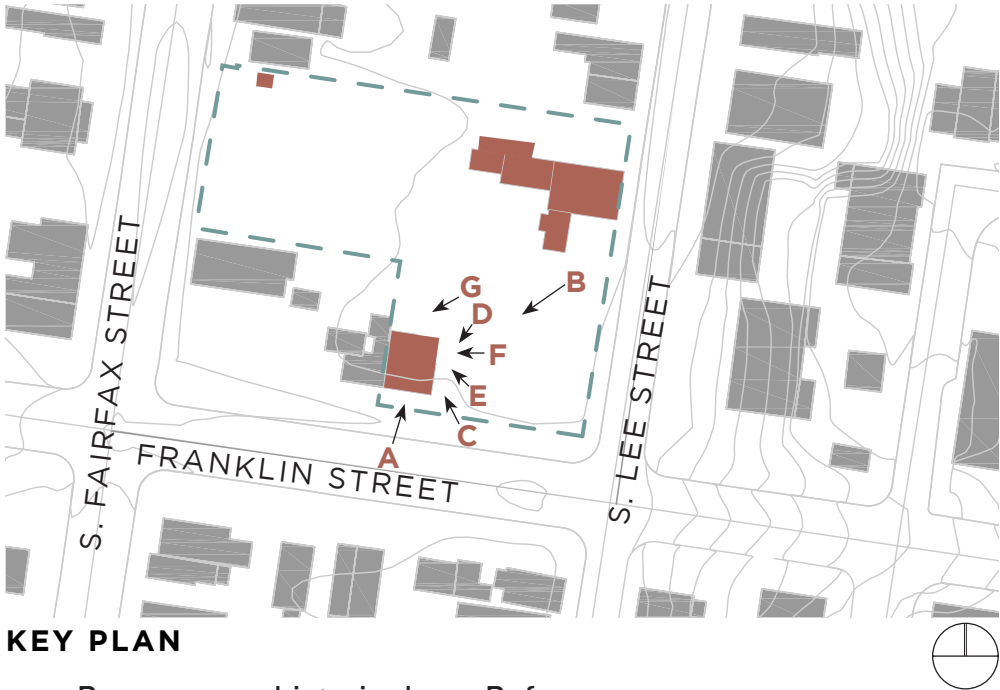 G
B
D
F
E
C
A
S. FAIRFAX STREET
S. LEE STREET
FRANKLIN STREET
KEY PLAN